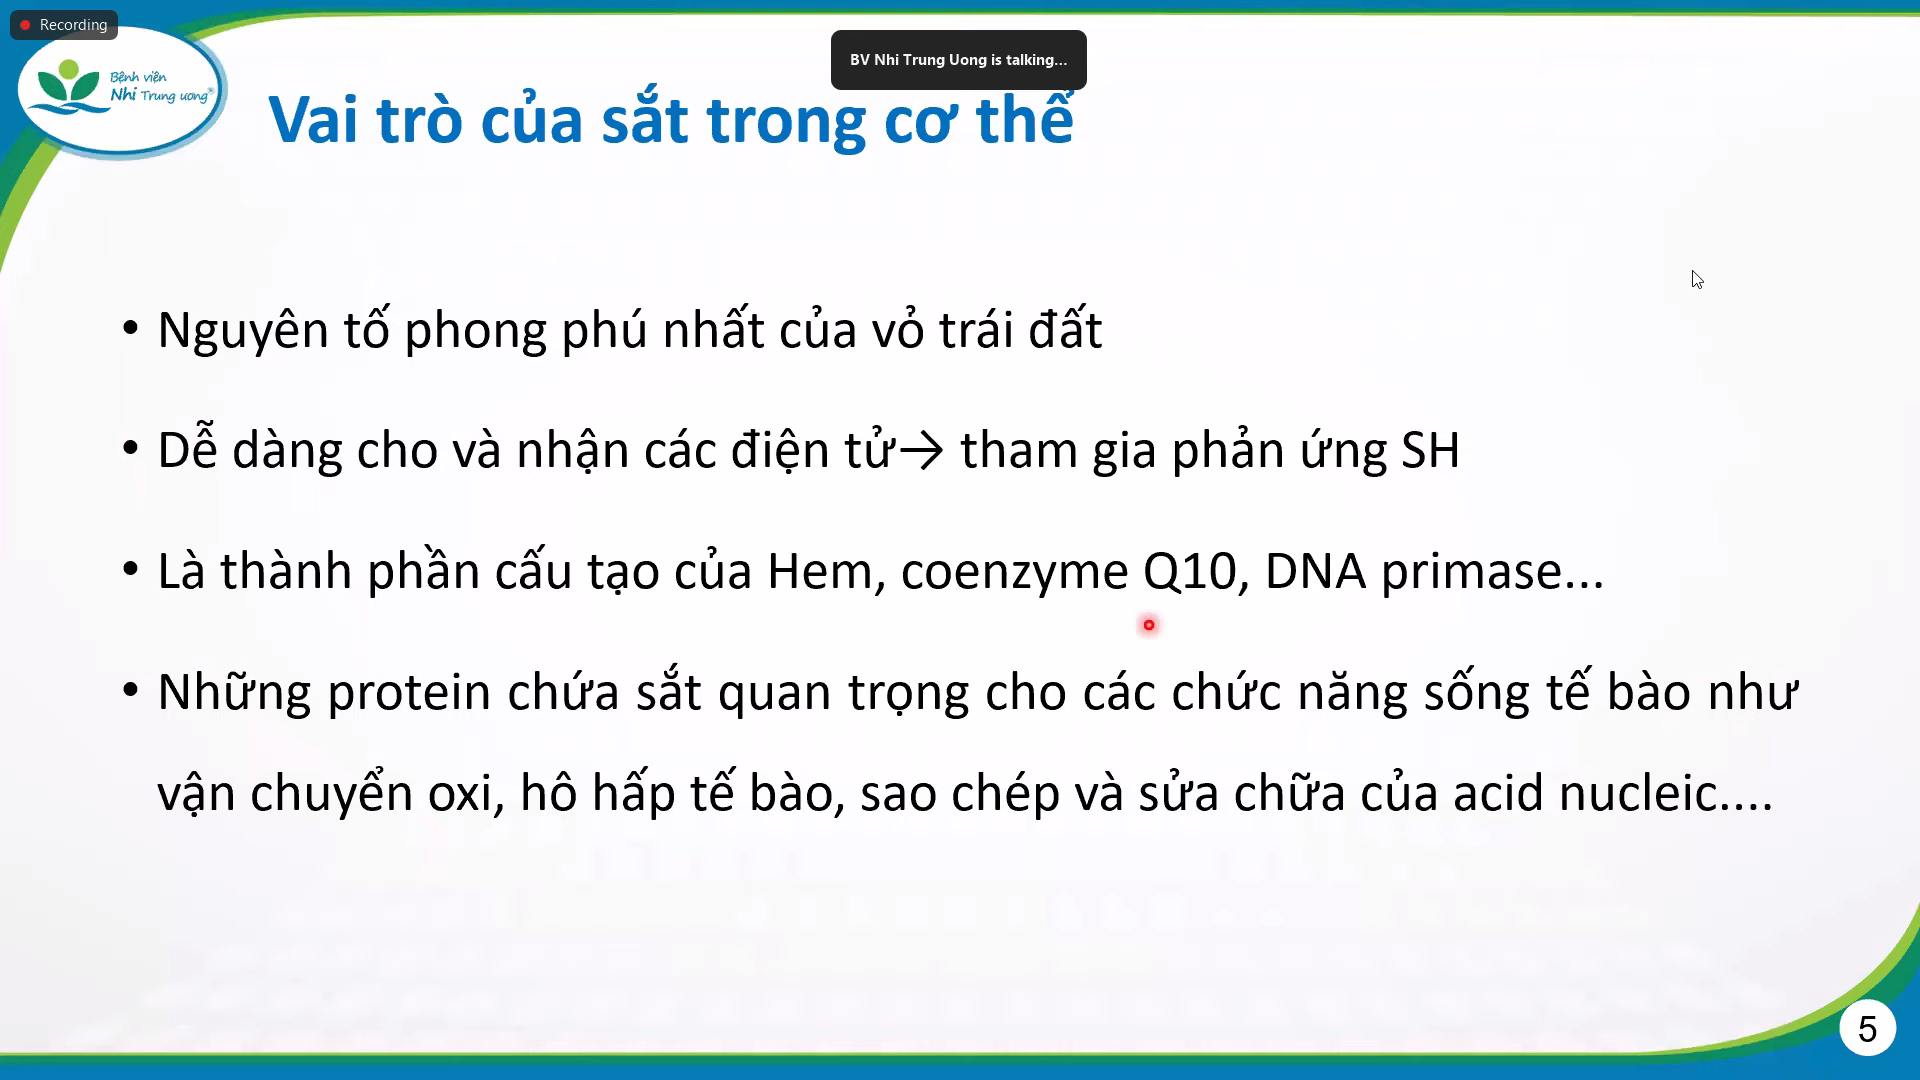 Recording
BV Nhi Trung Uong is talking...
Bệnh viện
Nhi Trung ương®
Vai trò của sắt trong cơ thể
• Nguyên tố phong phú nhất của vỏ trái đất
• Dễ dàng cho và nhận các điện tử→ tham gia phản ứng SH
• Là thành phần cấu tạo của Hem, coenzyme Q10, DNA primase...
• Những protein chứa sắt quan trọng cho các chức năng sống tế bào như
vận chuyển oxi, hô hấp tế bào, sao chép và sửa chữa của acid nucleic....
5